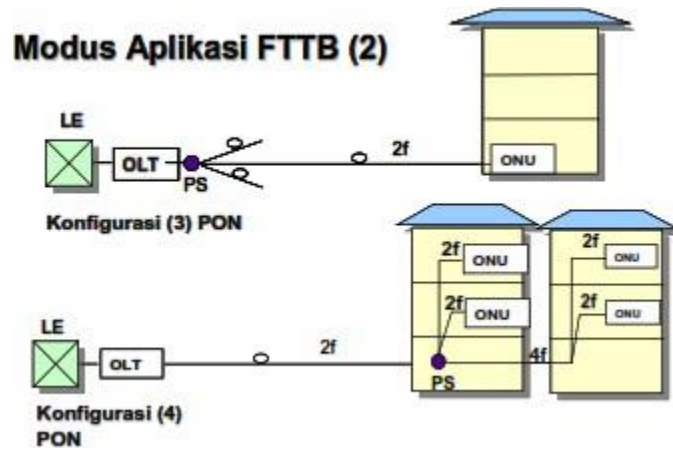 Modus Aplikasi FTTB (2)
LE
OLT
PS
2f
ONU
Konfigurasi (3) PON
2f
ONU
2f
ONU
2f
ONU
2f
ONU
4f
PS
LE
OLT
2f
Konfigurasi (4)
PON